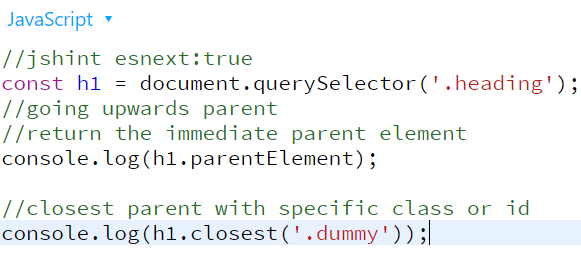 JavaScript ▾
//jshint esnext:true
const h1 = document.querySelector('.heading');
//going upwards parent
//return the immediate parent element
console.log(h1.parentElement);
//closest parent with specific class or id
console.log(h1.closest('.dummy'));